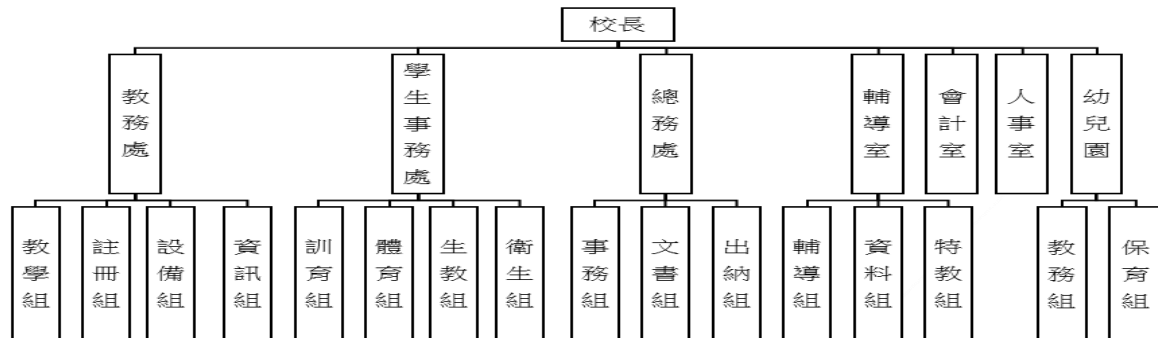 校長
教務處
學生事務處
總務處
輔導室
會計室
人事室
幼兒園
教學組
註冊組
設備組
資訊組
訓育組
體育組
生教組
衛生組
事務組
文書組
出納組
輔導組
資料組
特教組
教務組
保育組